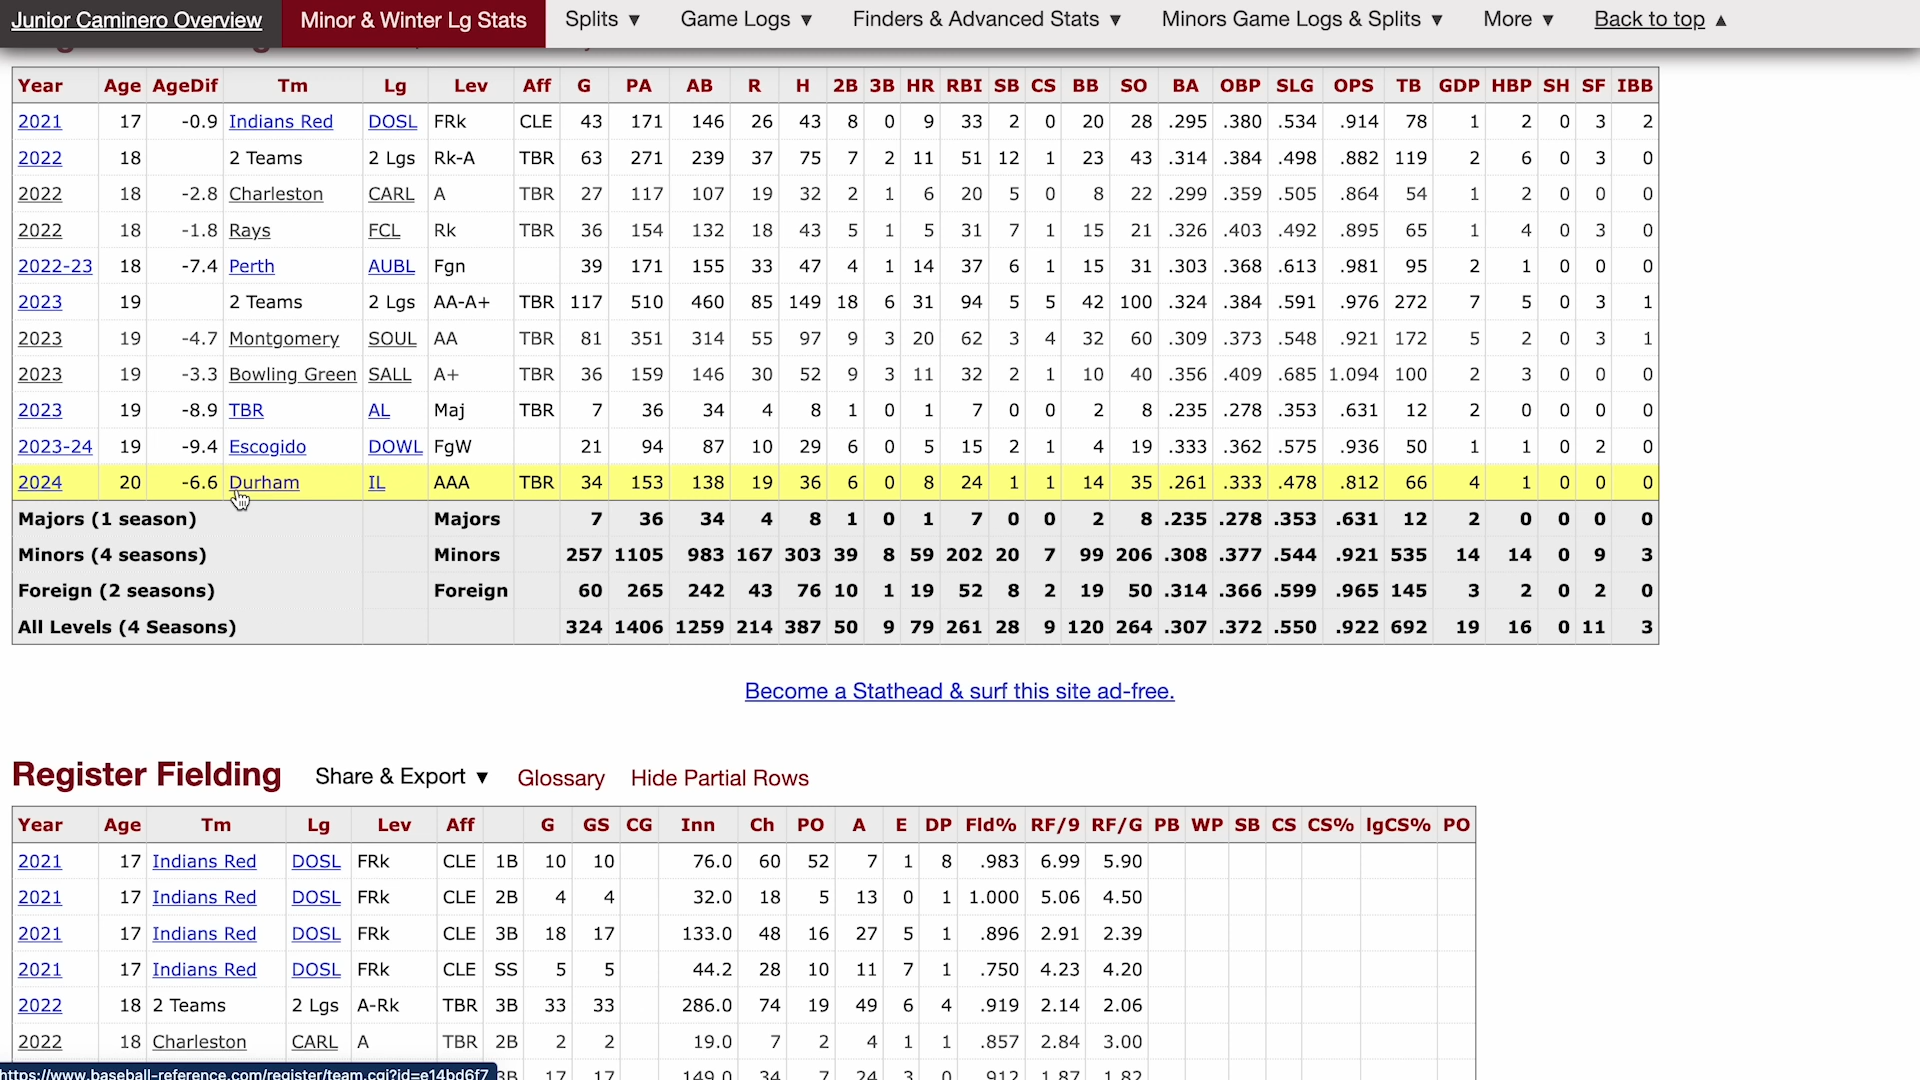 Junior Caminero Overview Minor & Winter Lg Stats Splits ▼ Game Logs ▼ Finders & Advanced Stats ▼ Minors Game Logs & Splits ▼ More ▼ Back to top ▲
Year Age AgeDif Tm Lg Lev Aff G PA AB R H 2B 3B HR RBI SB CS BB SO BA OBP SLG OPS TB GDP HBP SH SF IBB
2021 17 -0.9 Indians Red DOSL FRk CLE 43 171 146 26 43 8 0 9 33 2 0 20 28 .295 .380 .534 .914 78 1 2 0 3 2
2022 18 2 Teams 2 Lgs Rk-A TBR 63 271 239 37 75 7 2 11 51 12 1 23 43 .314 .384 .498 .882 119 2 6 0 3 0
2022 18 -2.8 Charleston CARL A TBR 27 117 107 19 32 2 1 6 20 5 0 8 22 .299 .359 .505 .864 54 1 2 0 0 0
2022 18 -1.8 Rays FCL Rk TBR 36 154 132 18 43 5 1 5 31 7 1 15 21 .326 .403 .492 .895 65 1 4 0 3 0
2022-23 18 -7.4 Perth AUBL Fgn 39 171 155 33 47 4 1 14 37 6 1 15 31 .303 .368 .613 .981 95 2 1 0 0 0
2023 19 2 Teams 2 Lgs AA-A+ TBR 117 510 460 85 149 18 6 31 94 5 5 42 100 .324 .384 .591 .976 272 7 5 0 3 1
2023 19 -4.7 Montgomery SOUL AA TBR 81 351 314 55 97 9 3 20 62 3 4 32 60 .309 .373 .548 .921 172 5 2 0 3 1
2023 19 -3.3 Bowling Green SALL A+ TBR 36 159 146 30 52 9 3 11 32 2 1 10 40 .356 .409 .685 1.094 100 2 3 0 0 0
2023 19 -8.9 TBR AL Maj TBR 7 36 34 4 8 1 0 1 7 0 0 2 8 .235 .278 .353 .631 12 2 0 0 0 0
2023-24 19 -9.4 Escogido DOWL FgW 21 94 87 10 29 6 0 5 15 2 1 4 19 .333 .362 .575 .936 50 1 1 0 2 0
2024 20 -6.6 Durham IL AAA TBR 34 153 138 19 36 6 0 8 24 1 1 14 35 .261 .333 .478 .812 66 4 1 0 0 0
Majors (1 season) Majors 7 36 34 4 8 1 0 1 7 0 0 2 8 .235 .278 .353 .631 12 2 0 0 0 0
Minors (4 seasons) Minors 257 1105 983 167 303 39 8 59 202 20 7 99 206 .308 .377 .544 .921 535 14 14 0 9 3
Foreign (2 seasons) Foreign 60 265 242 43 76 10 1 19 52 8 2 19 50 .314 .366 .599 .965 145 3 2 0 2 0
All Levels (4 Seasons) 324 1406 1259 214 387 50 9 79 261 28 9 120 264 .307 .372 .550 .922 692 19 16 0 11 3
Become a Stathead & surf this site ad-free.
Register Fielding Share & Export ▼ Glossary Hide Partial Rows
Year Age Tm Lg Lev Aff G GS CG Inn Ch PO A E DP Fld% RF/9 RF/G PB WP SB CS CS% lgCS% PO
2021 17 Indians Red DOSL FRk CLE 1B 10 10 76.0 60 52 7 1 8 .983 6.99 5.90
2021 17 Indians Red DOSL FRk CLE 2B 4 4 32.0 18 5 13 0 1 1.000 5.06 4.50
2021 17 Indians Red DOSL FRk CLE 3B 18 17 133.0 48 16 27 5 1 .896 2.91 2.39
2021 17 Indians Red DOSL FRk CLE SS 5 5 44.2 28 10 11 7 1 .750 4.23 4.20
2022 18 2 Teams 2 Lgs A-Rk TBR 3B 33 33 286.0 74 19 49 6 4 .919 2.14 2.06
2022 18 Charleston CARL A TBR 2B 2 2 19.0 7 2 4 1 1 .857 2.84 3.00
https://www.baseball-reference.com/register/team.cgi?id=e14bd6f7 3B 17 17 149.0 34 7 24 3 0 .912 1.87 1.82